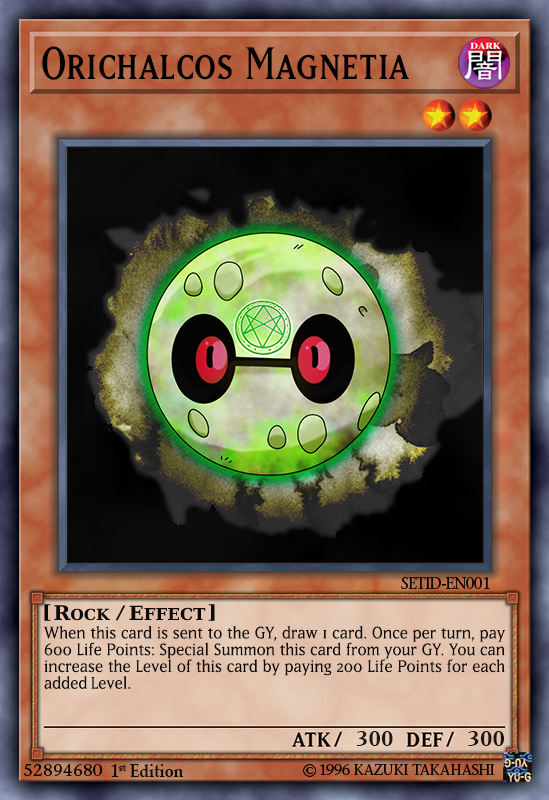 Orichalcos Magnetia
DARK
闇
SETID-EN001
[Rock / Effect]
When this card is sent to the GY, draw 1 card. Once per turn, pay
600 Life Points: Special Summon this card from your GY. You can
increase the Level of this card by paying 200 Life Points for each
added Level.
ATK/ 300 DEF/ 300
52894680 1st Edition ©1996 KAZUKI TAKAHASHI